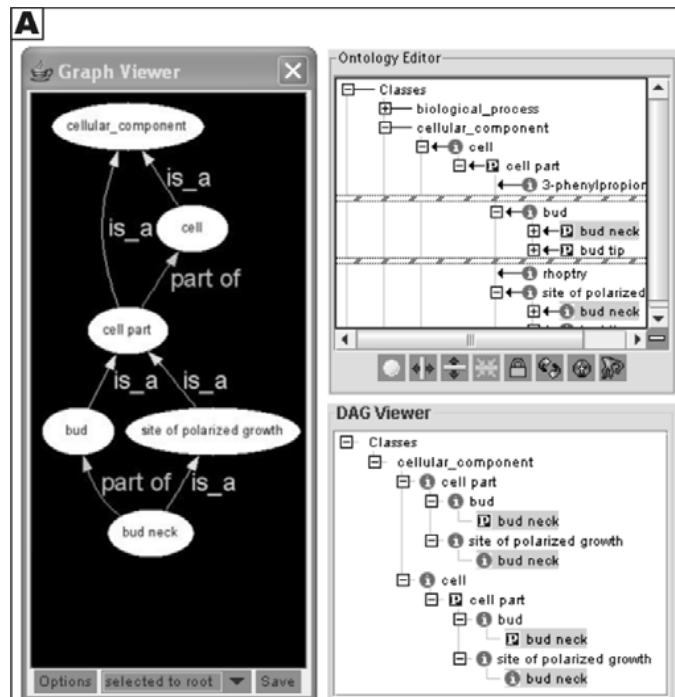 A
Graph Viewer
cellular_component
is_a
is_a
cell
part of
cell part
is_a
is_a
bud
site of polarized growth
part of
is_a
bud neck
Options
selected to root
Save
Ontology Editor
Classes
biological_process
cellular_component
i cell
P cell part
i 3-phenylpropior
i bud
P bud neck
P bud tip
i rhoptry
i site of polarized
i bud neck
DAG Viewer
Classes
cellular_component
i cell part
i bud
P bud neck
i site of polarized growth
i bud neck
i cell
P cell part
i bud
P bud neck
i site of polarized growth
i bud neck